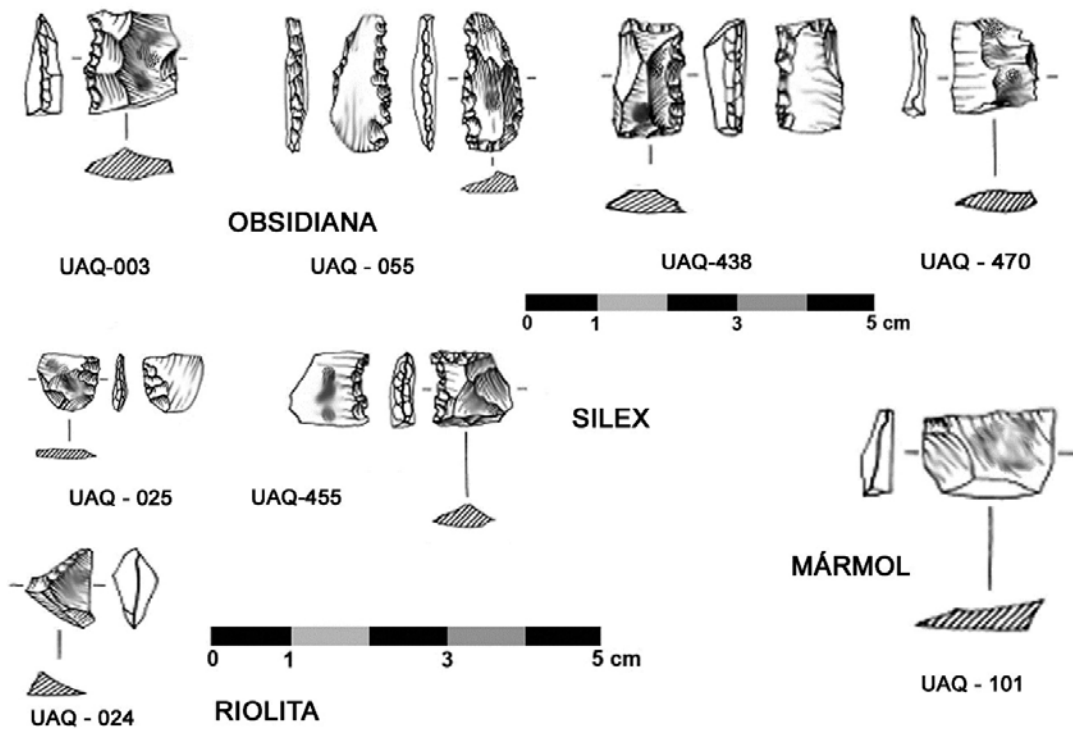 OBSIDIANA
UAQ-003
UAQ - 055
UAQ-438
UAQ - 470
0 1 3 5 cm
UAQ - 025
UAQ-455
SILEX
MÁRMOL
UAQ - 101
UAQ - 024
0 1 3 5 cm
RIOLITA